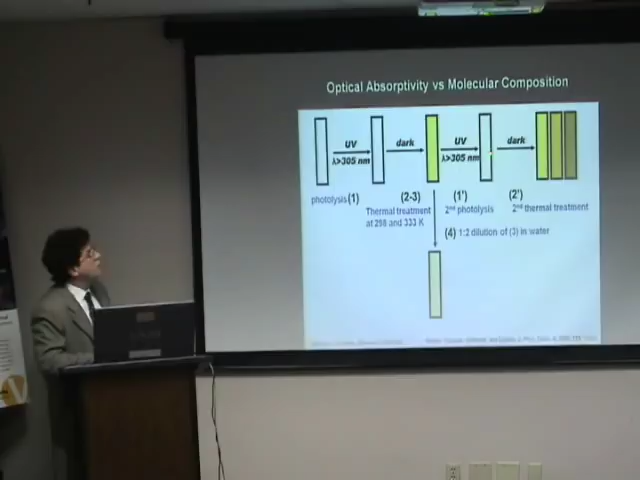 Optical Absorptivity vs Molecular Composition
UV
λ>305 nm
dark
UV
λ>305 nm
dark
photolysis (1)
(2-3)
Thermal treatment
at 298 and 333 K
(1')
2nd photolysis
(2')
2nd thermal treatment
(4) 1:2 dilution of (3) in water